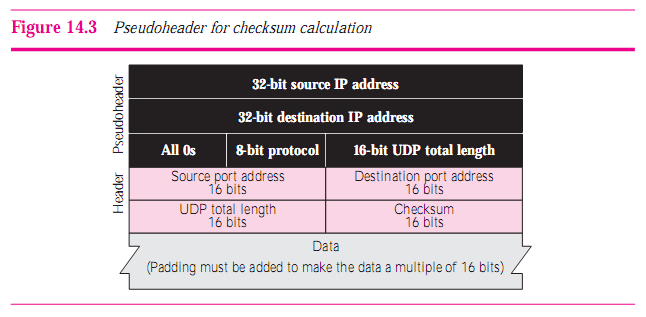 Figure 14.3 Pseudoheader for checksum calculation
Pseudoheader
32-bit source IP address
32-bit destination IP address
All 0s 8-bit protocol 16-bit UDP total length
Header
Source port address Destination port address
16 bits 16 bits
UDP total length Checksum
16 bits 16 bits
Data
(Padding must be added to make the data a multiple of 16 bits)